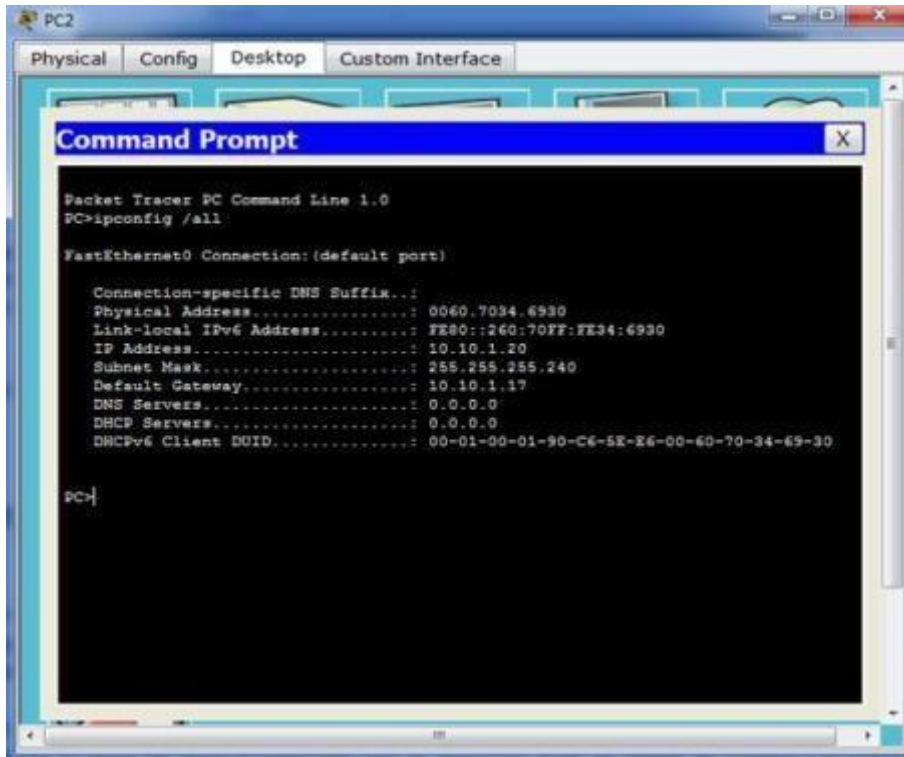 PC2
Physical Config Desktop Custom Interface
Command Prompt
X
Packet Tracer PC Command Line 1.0
PC>ipconfig /all
FastEthernet0 Connection:(default port)
Connection-specific DNS Suffix..:
Physical Address................: 0060.7034.6930
Link-local IPv6 Address.........: FE80::260:70FF:FE34:6930
IP Address......................: 10.10.1.20
Subnet Mask.....................: 255.255.255.240
Default Gateway.................: 10.10.1.17
DNS Servers.....................: 0.0.0.0
DHCP Servers....................: 0.0.0.0
DHCPv6 Client DUID..............: 00-01-00-01-90-C6-5E-E6-00-60-70-34-69-30
PC>